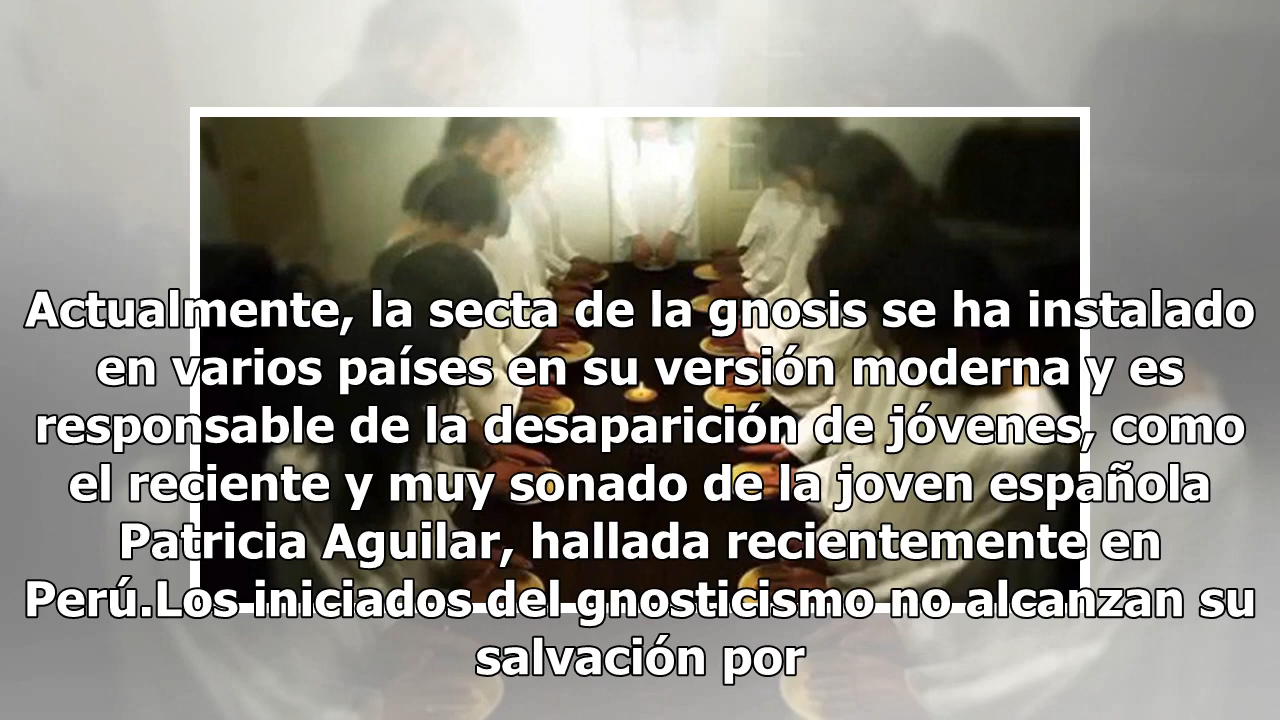 Actualmente, la secta de la gnosis se ha instalado
en varios países en su versión moderna y es
responsable de la desaparición de jóvenes, como
el reciente y muy sonado de la joven española
Patricia Aguilar, hallada recientemente en
Perú.Los iniciados del gnosticismo no alcanzan su
salvación por